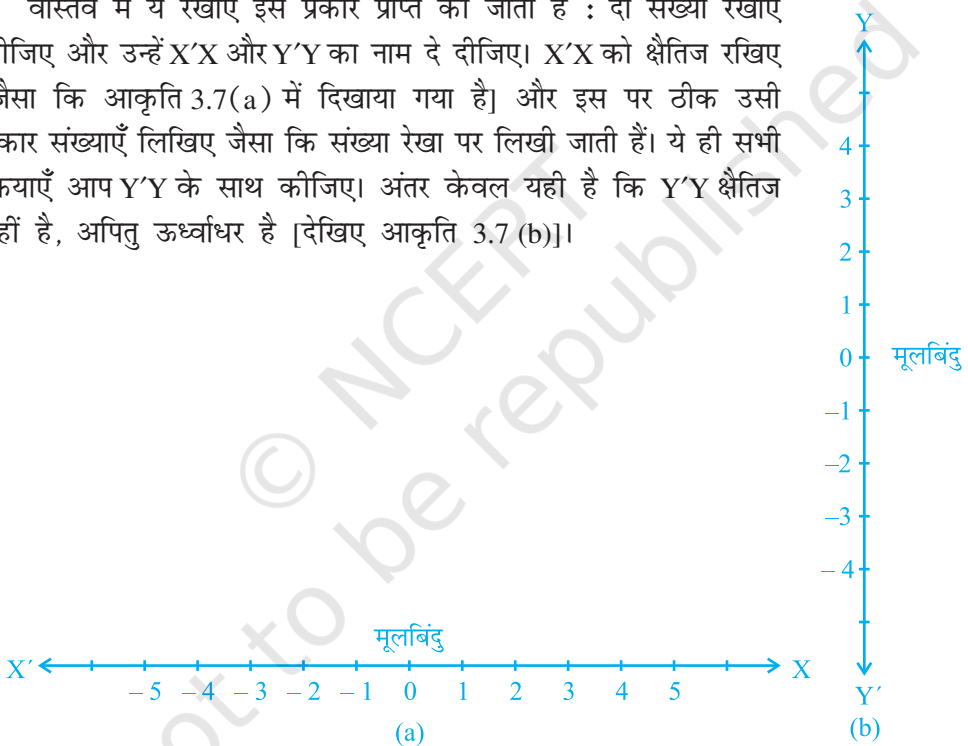 वास्तव में ये रेखाएँ इस प्रकार प्राप्त की जाती हैं : दो संख्या रेखाएँ
लीजिए और उन्हें X′X और Y′Y का नाम दे दीजिए। X′X को क्षैतिज रखिए
जैसा कि आकृति 3.7(a) में दिखाया गया है] और इस पर ठीक उसी
प्रकार संख्याएँ लिखिए जैसा कि संख्या रेखा पर लिखी जाती हैं। ये ही सभी
क्रियाएँ आप Y′Y के साथ कीजिए। अंतर केवल यही है कि Y′Y क्षैतिज
नहीं है, अपितु ऊर्ध्वाधर है [देखिए आकृति 3.7 (b)]।
Y
4
3
2
1
0 मूलबिंदु
–1
–2
–3
– 4
Y′
(b)
मूलबिंदु
X′ X
– 5 – 4 – 3 – 2 – 1 0 1 2 3 4 5
(a)
© NCERT
not to be republished